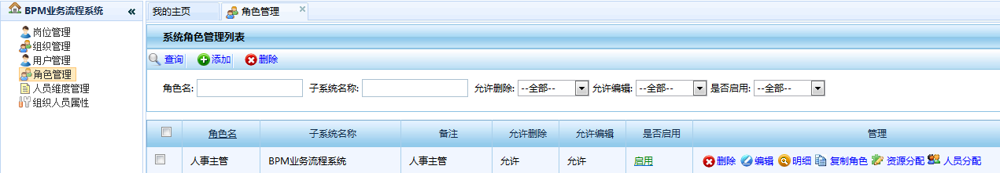 BPM业务流程系统 «
我的主页 角色管理
岗位管理
组织管理
用户管理
角色管理
人员维度管理
组织人员属性
系统角色管理列表
查询 添加 删除
角色名: 子系统名称: 允许删除: --全部-- 允许编辑: --全部-- 是否启用: --全部--
角色名 子系统名称 备注 允许删除 允许编辑 是否启用 管理
人事主管 BPM业务流程系统 人事主管 允许 允许 启用 删除 编辑 明细 复制角色 资源分配 人员分配